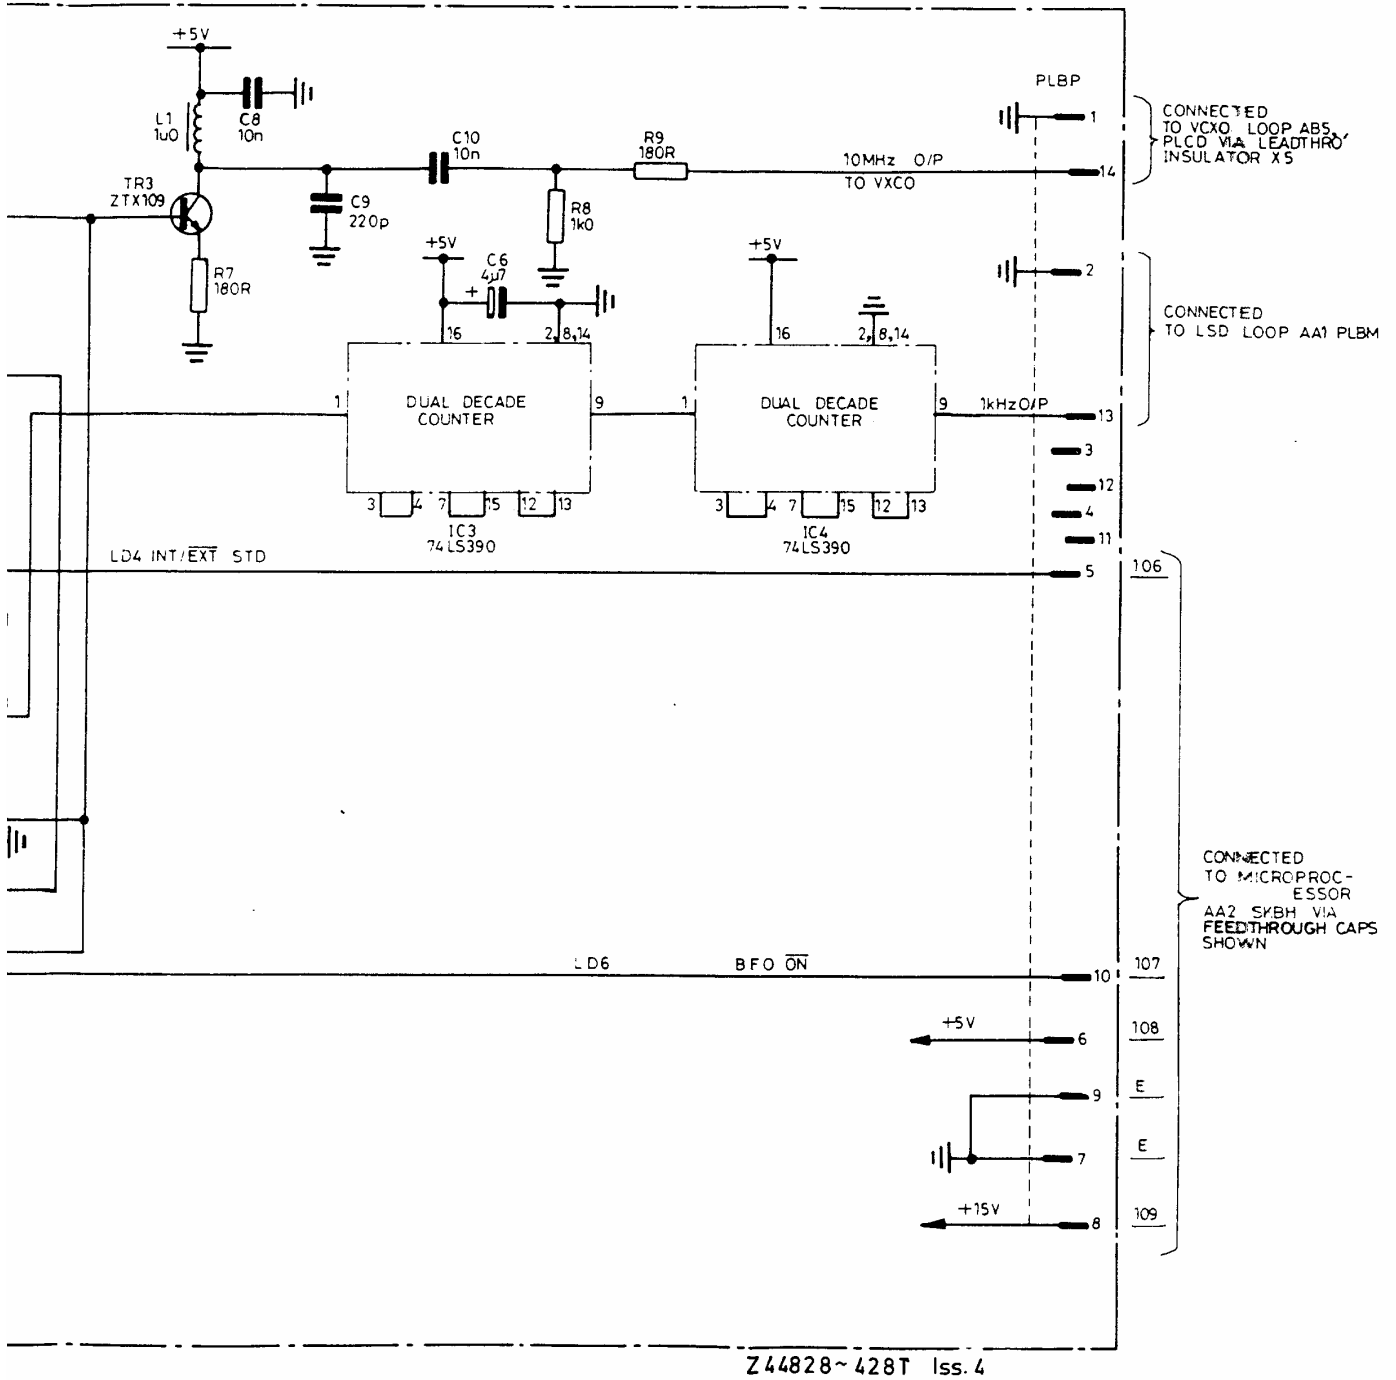 +5V
PLBP
C8
10n
L1
1u0
1
CONNECTED
TO VCXO LOOP AB5,
PLCD VIA LEADTHRO'
INSULATOR X5
C10
10n
R9
180R
10MHz O/P
TO VXCO
14
TR3
ZTX109
C9
220p
R8
1k0
+5V
C6
4µ7
+
+5V
2
R7
180R
CONNECTED
TO LSD LOOP AA1 PLBM
16
2,8,14
16
2,8,14
1
DUAL DECADE
COUNTER
9
1
DUAL DECADE
COUNTER
9
1kHz O/P
13
3
12
4
11
3
4
7
15
12
13
IC3
74LS390
3
4
7
15
12
13
IC4
74LS390
LD4 INT/EXT STD
5
106
CONNECTED
TO MICROPROC-
ESSOR
AA2 SKBH VIA
FEEDTHROUGH CAPS
SHOWN
LD6
BFO ON
10
107
+5V
6
108
9
E
7
E
+15V
8
109
Z44828~428T Iss.4